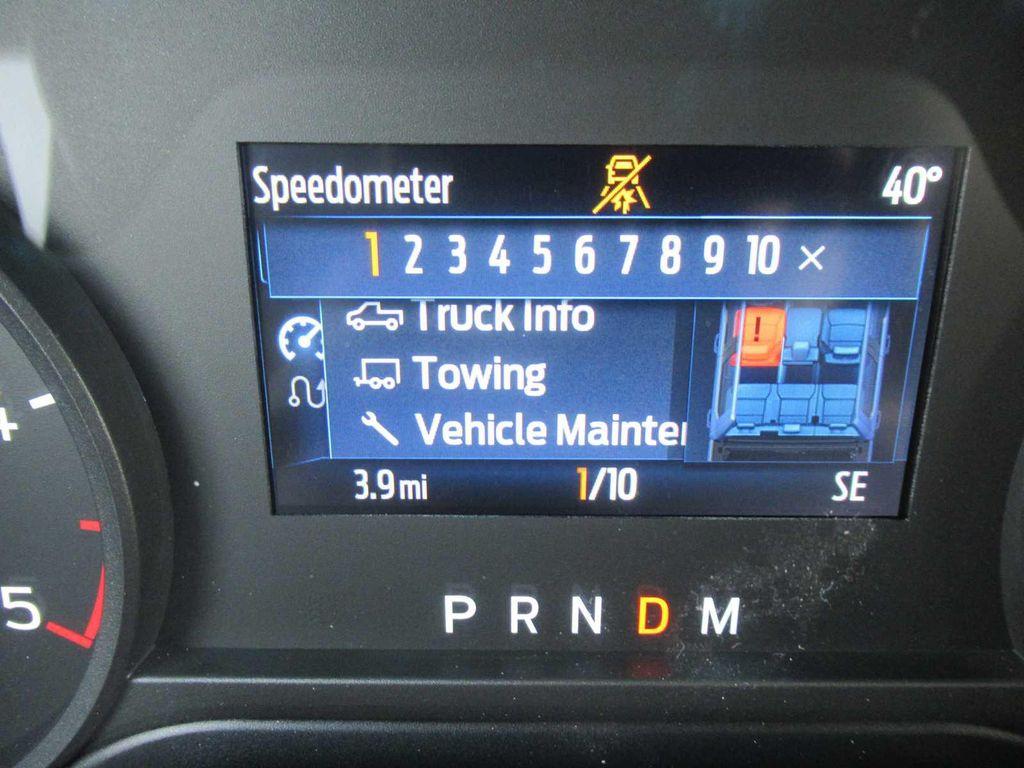 Speedometer 40°
1 2 3 4 5 6 7 8 9 10 ×
Truck Info
!
Towing
Vehicle Mainte
3.9 mi 1/10 SE
+
5
P R N D M